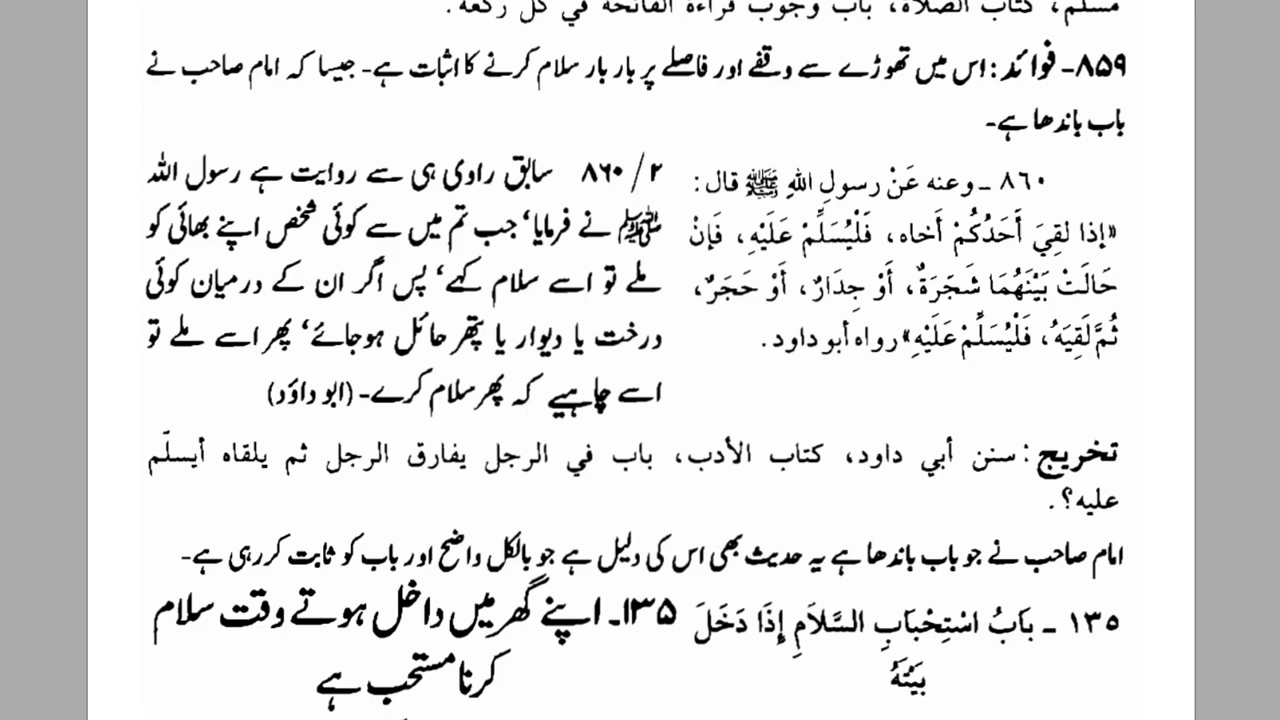 مسلم، كتاب الصلاة، باب وجوب قراءة الفاتحة في كل ركعة.
۸۵۹- فوائد: اس میں تھوڑے سے وقفے اور فاصلے پر بار بار سلام کرنے کا اثبات ہے- جیسا کہ امام صاحب نے
باب باندھا ہے-
٨٦٠ ـ وعنه عَنْ رسولِ اللهِ ﷺ قال:
«إذا لقِيَ أَحَدُكُمْ أَخاه، فَلْيُسَلِّمْ عَلَيْهِ، فَإنْ
حَالَتْ بَيْنَهُمَا شَجَرَةٌ، أَوْ جِدَارٌ، أَوْ حَجَرٌ،
ثُمَّ لَقِيَهُ، فَلْيُسَلِّمْ عَلَيْهِ» رواه أبو داود.
۲/ ۸۶۰ سابق راوی ہی سے روایت ہے رسول اللہ
ﷺ نے فرمایا‘ جب تم میں سے کوئی شخص اپنے بھائی کو
ملے تو اسے سلام کہے‘ پس اگر ان کے درمیان کوئی
درخت یا دیوار یا پتھر حائل ہوجائے‘ پھر اسے ملے تو
اسے چاہیے کہ پھر سلام کرے- (ابو داؤد)
تخريج: سنن أبي داود، كتاب الأدب، باب في الرجل يفارق الرجل ثم يلقاه أيسلّم
عليه؟.
امام صاحب نے جو باب باندھا ہے یہ حدیث بھی اس کی دلیل ہے جو بالکل واضح اور باب کو ثابت کر رہی ہے-
١٣٥ ـ بَابُ اسْتِحْبَابِ السَّلاَمِ إِذَا دَخَلَ
بَيْتَهُ
۱۳۵۔ اپنے گھر میں داخل ہوتے وقت سلام
کرنا مستحب ہے